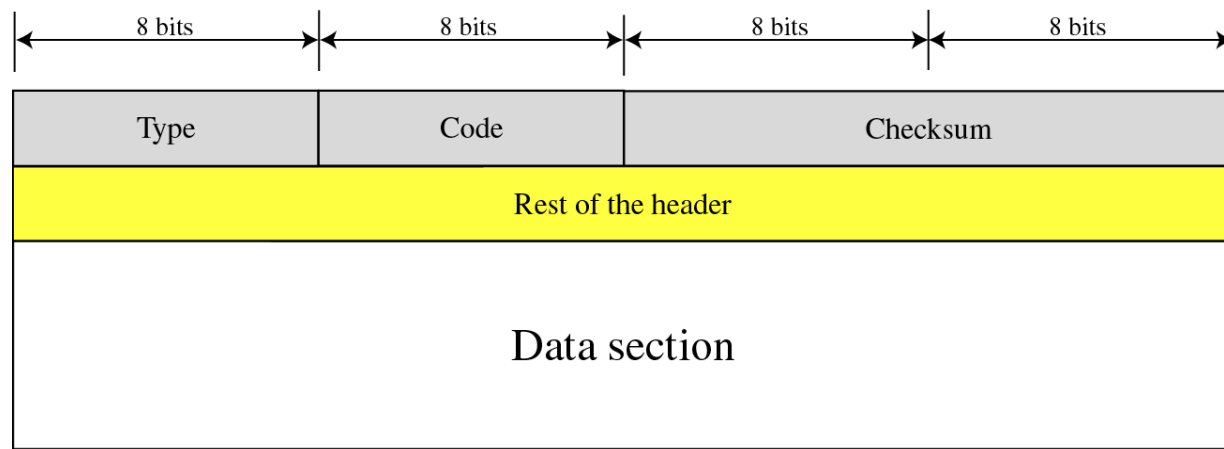 8 bits 8 bits 8 bits 8 bits
Type Code Checksum
Rest of the header
Data section